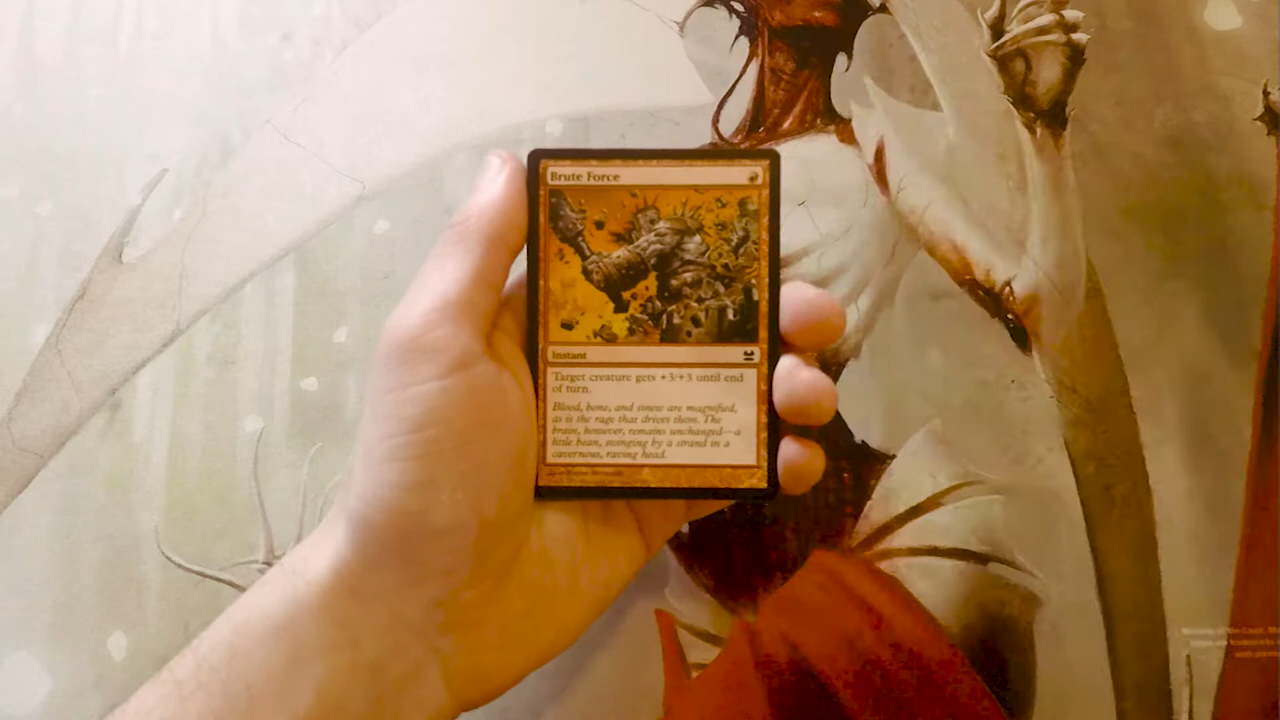 Brute Force
Instant
Target creature gets +3/+3 until end
of turn.
Blood, bone, and sinew are magnified,
as is the rage that drives them. The
brain, however, remains unchanged—a
little bean, swinging by a strand in a
cavernous, raving head.